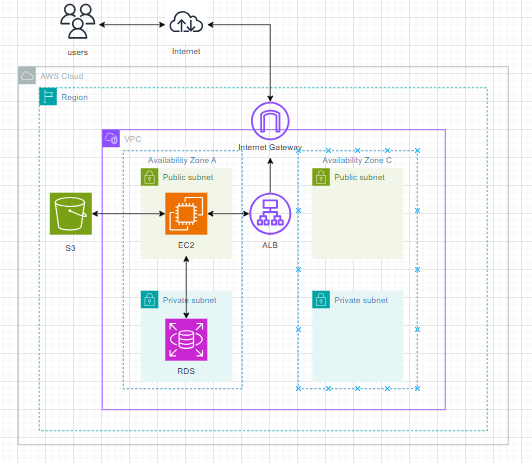 users
Internet
AWS Cloud
Region
Internet Gateway
VPC
Availability Zone A
Availability Zone C
Public subnet
Public subnet
S3
EC2
ALB
Private subnet
Private subnet
RDS